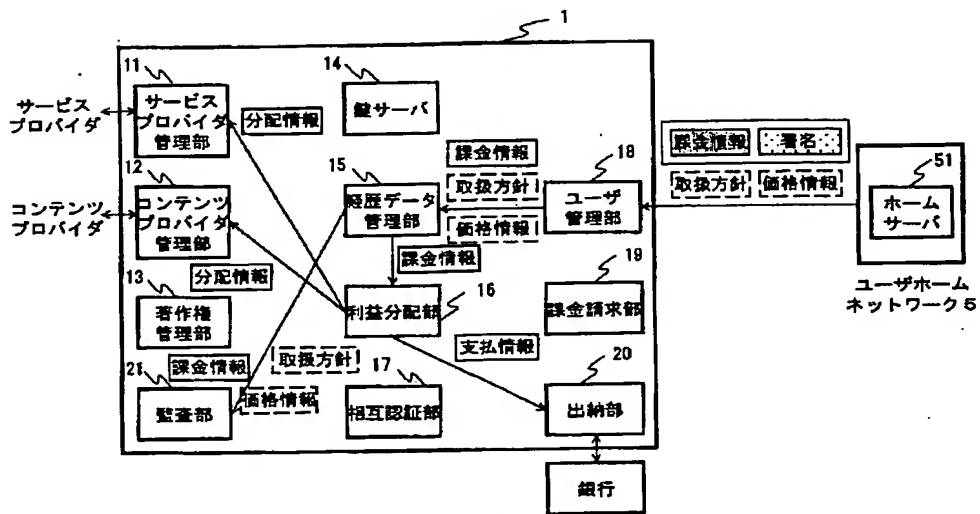 1
11
サービス
プロバイダ
管理部
サービス
プロバイダ
分配情報
14
鍵サーバ
課金情報
署名
取扱方針
価格情報
51
ホーム
サーバ
ユーザホーム
ネットワーク5
12
コンテンツ
プロバイダ
管理部
コンテンツ
プロバイダ
分配情報
15
経歴データ
管理部
課金情報
取扱方針
価格情報
18
ユーザ
管理部
課金情報
13
著作権
管理部
16
利益分配部
19
課金請求部
支払情報
21
監査部
課金情報
取扱方針
価格情報
17
相互認証部
20
出納部
銀行